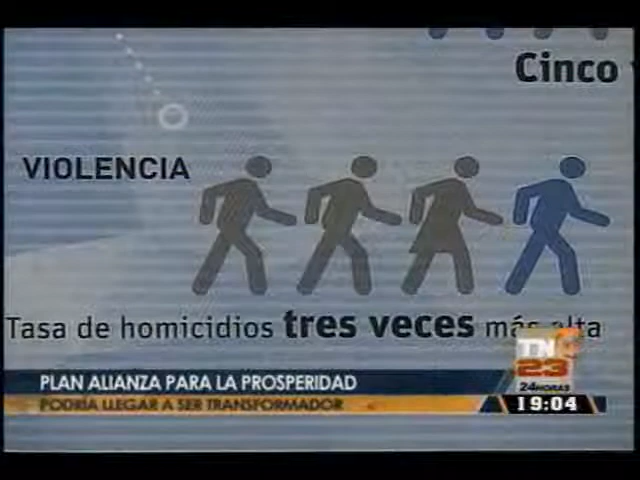 Cinco
VIOLENCIA
Tasa de homicidios tres veces más alta
TN
23
24HORAS
PLAN ALIANZA PARA LA PROSPERIDAD
PODRÍA LLEGAR A SER TRANSFORMADOR
19:04